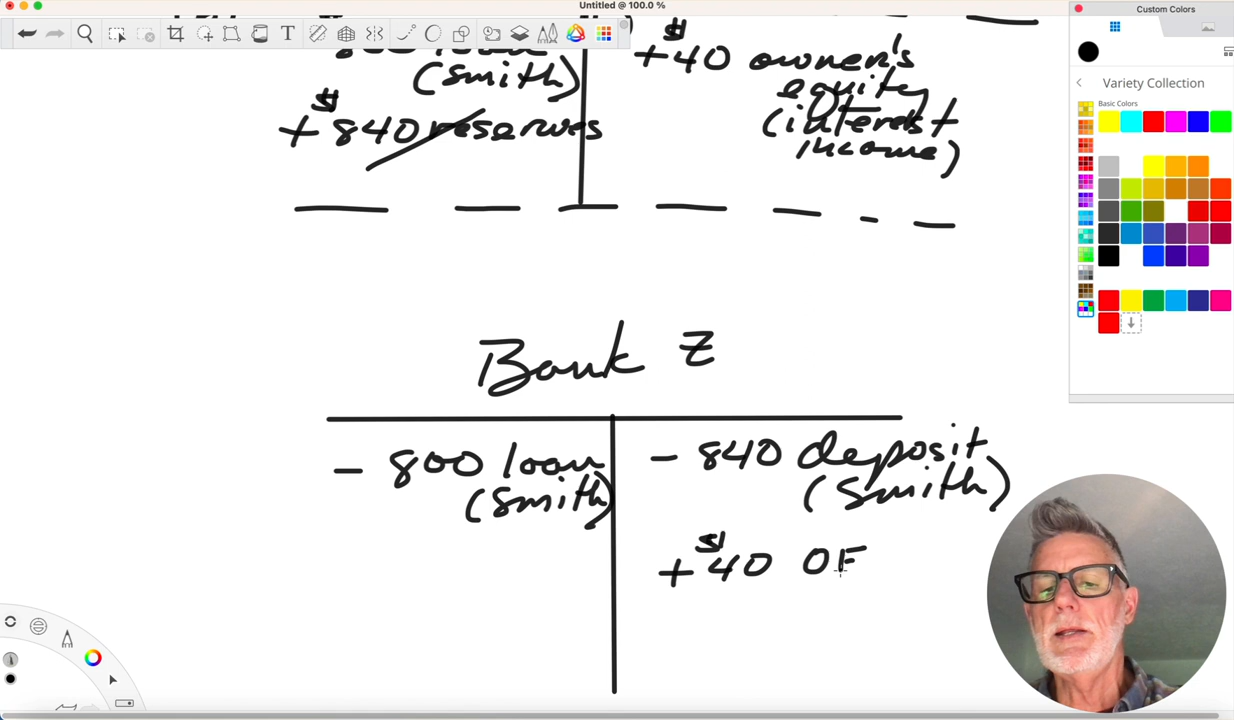 Untitled @ 100.0 %
Custom Colors
Variety Collection
Basic Colors
T
(Smith)
$
+840 reserves
$
+40 owner's
equity
(interest
income)
Bank Z
- 800 loan
(Smith)
- 840 deposit
(Smith)
$
+40 OF